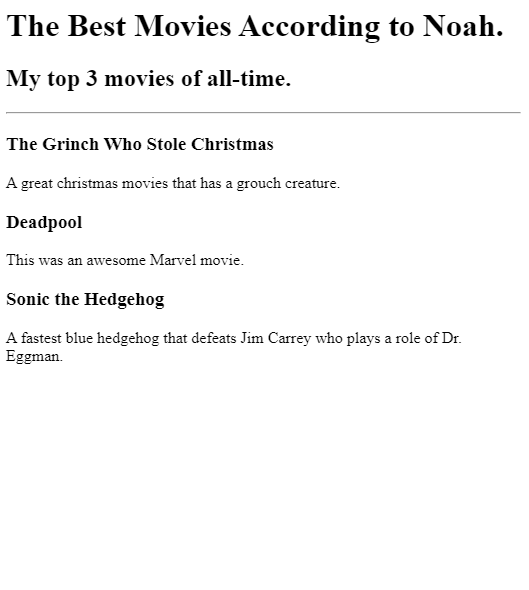 The Best Movies According to Noah.
My top 3 movies of all-time.
The Grinch Who Stole Christmas
A great christmas movies that has a grouch creature.
Deadpool
This was an awesome Marvel movie.
Sonic the Hedgehog
A fastest blue hedgehog that defeats Jim Carrey who plays a role of Dr.
Eggman.